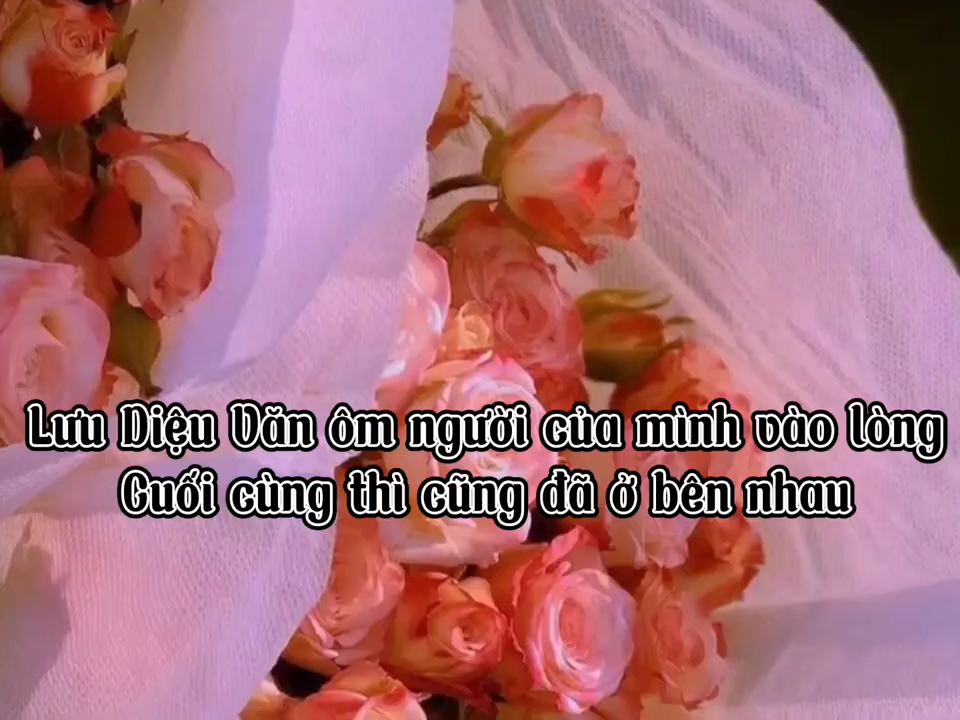 Lưu Diệu Văn ôm người của mình vào lòng
Cuối cùng thì cũng đã ở bên nhau